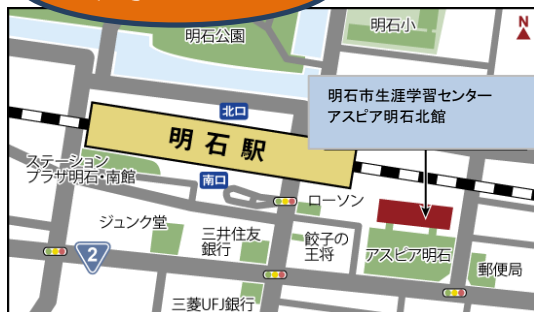 明石公園
明石小
N
北口
明石市生涯学習センター
アスピア明石北館
明石駅
ステーション
プラザ明石・南館
南口
ローソン
ジュンク堂
三井住友
銀行
餃子の
王将
アスピア明石
2
郵便局
三菱UFJ銀行